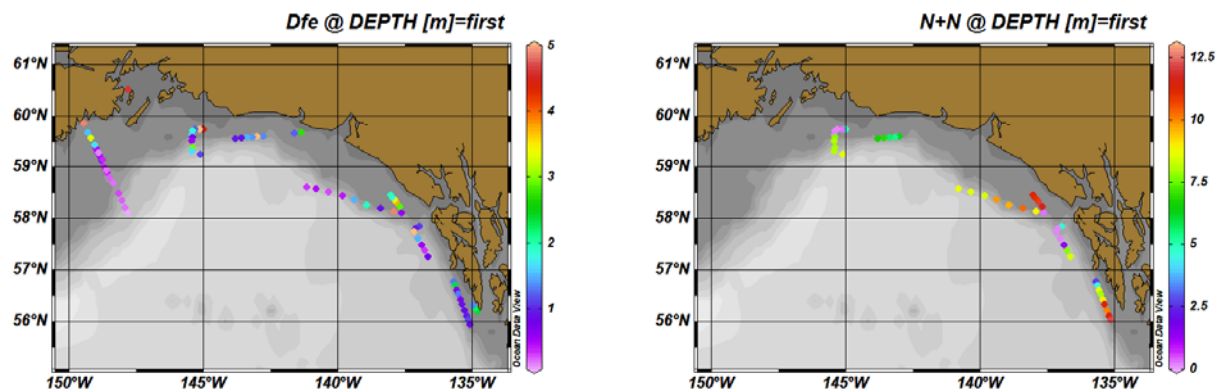 Dfe @ DEPTH [m]=first
61°N
60°N
59°N
58°N
57°N
56°N
150°W
145°W
140°W
135°W
5
4
3
2
1
Ocean Data View
N+N @ DEPTH [m]=first
61°N
60°N
59°N
58°N
57°N
56°N
150°W
145°W
140°W
135°W
12.5
10
7.5
5
2.5
0
Ocean Data View